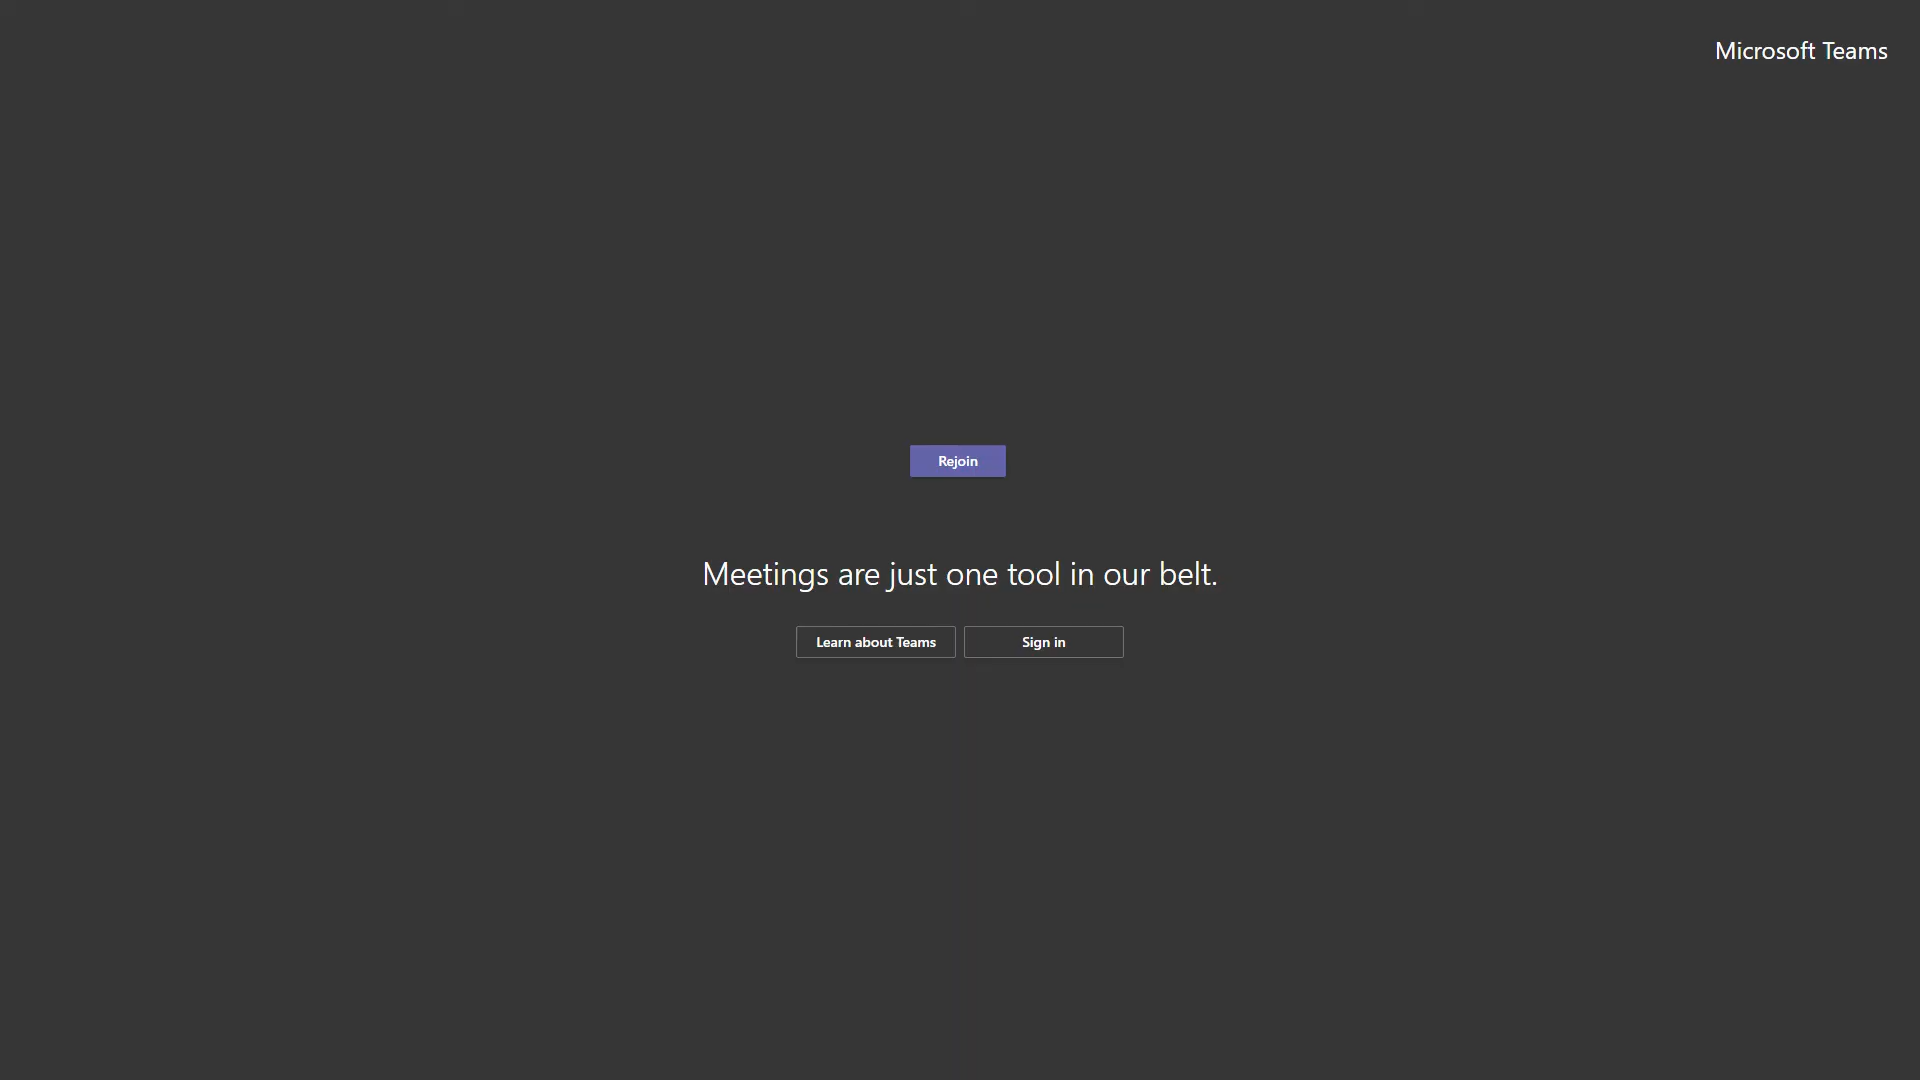 Microsoft Teams
Rejoin
Meetings are just one tool in our belt.
Learn about Teams
Sign in